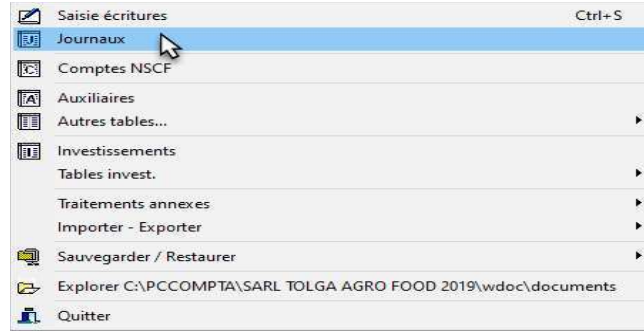 Saisie écritures Ctrl+S
Journaux
Comptes NSCF
Auxiliaires
Autres tables...
Investissements
Tables invest.
Traitements annexes
Importer - Exporter
Sauvegarder / Restaurer
Explorer C:\PCCOMPTA\SARL TOLGA AGRO FOOD 2019\wdoc\documents
Quitter